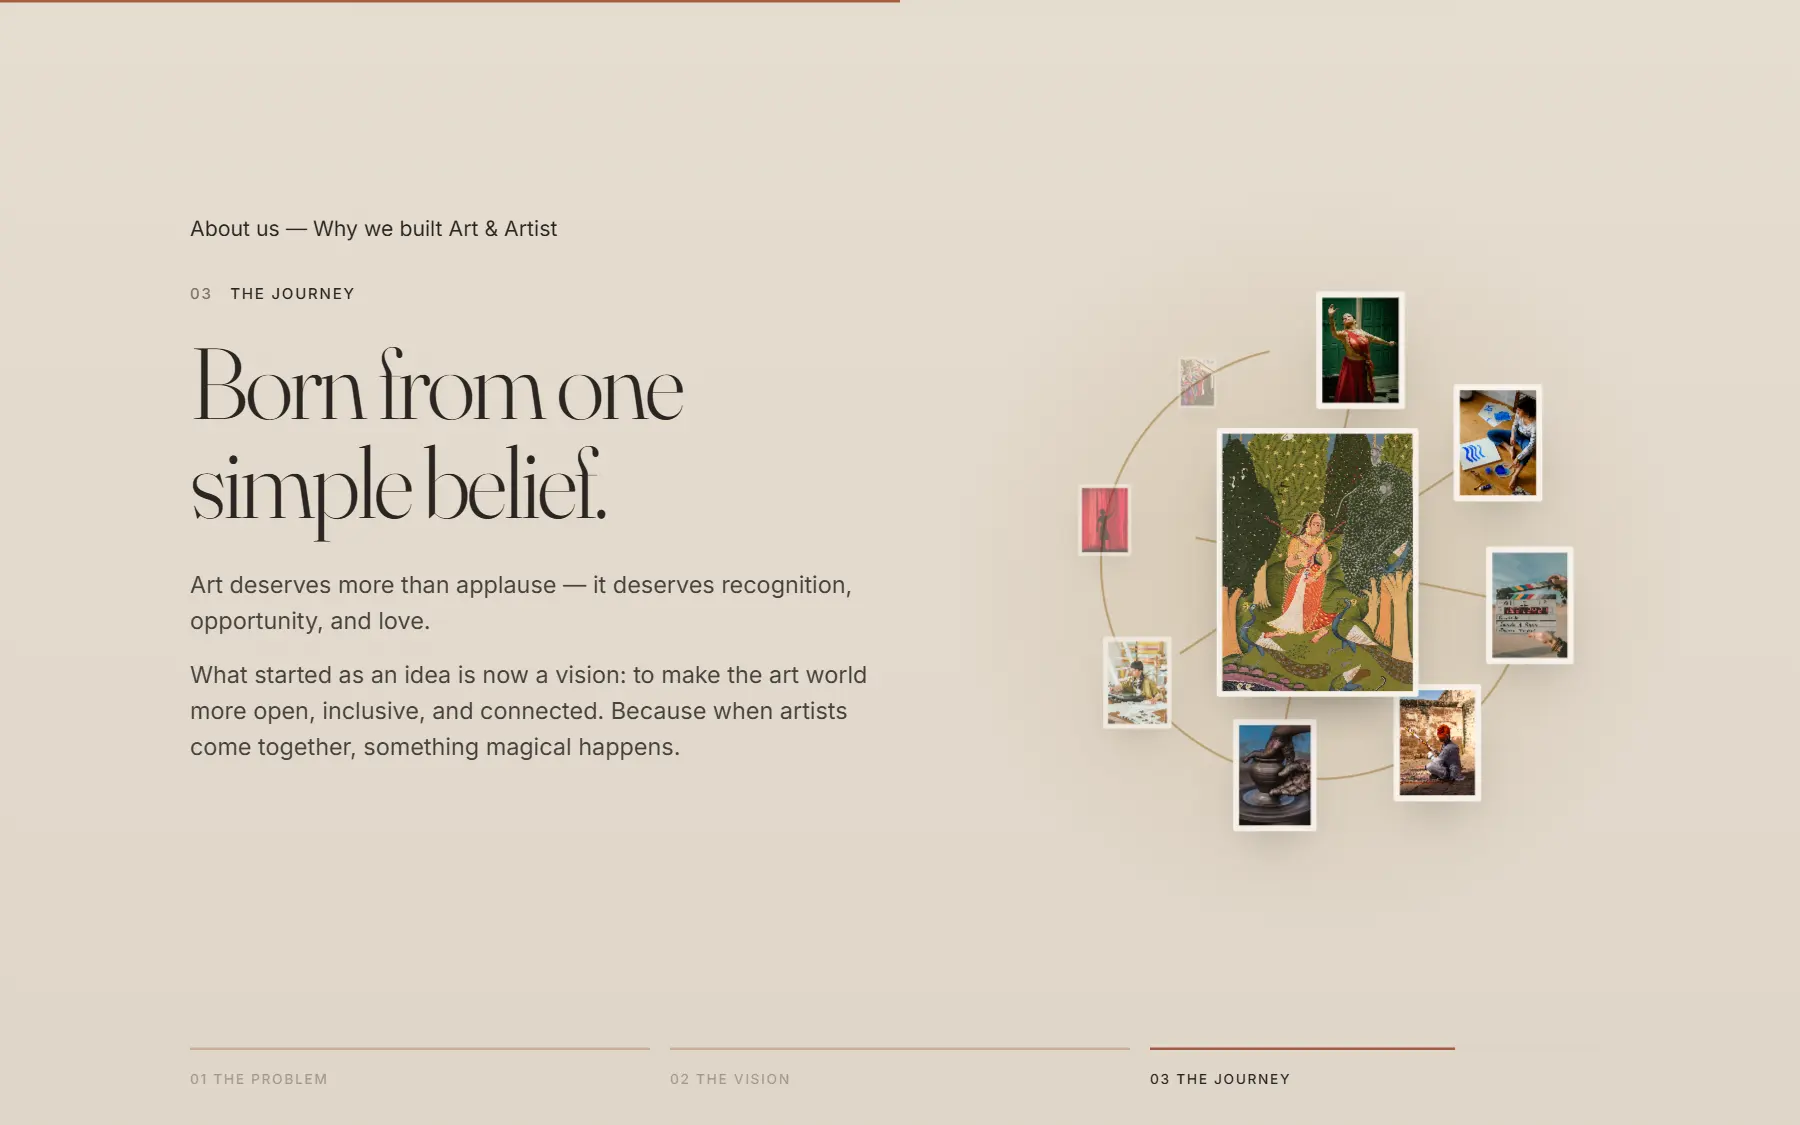 About us — Why we built Art & Artist
03 THE JOURNEY
Born from one
simple belief.
Art deserves more than applause — it deserves recognition,
opportunity, and love.
What started as an idea is now a vision: to make the art world
more open, inclusive, and connected. Because when artists
come together, something magical happens.
01 THE PROBLEM
02 THE VISION
03 THE JOURNEY